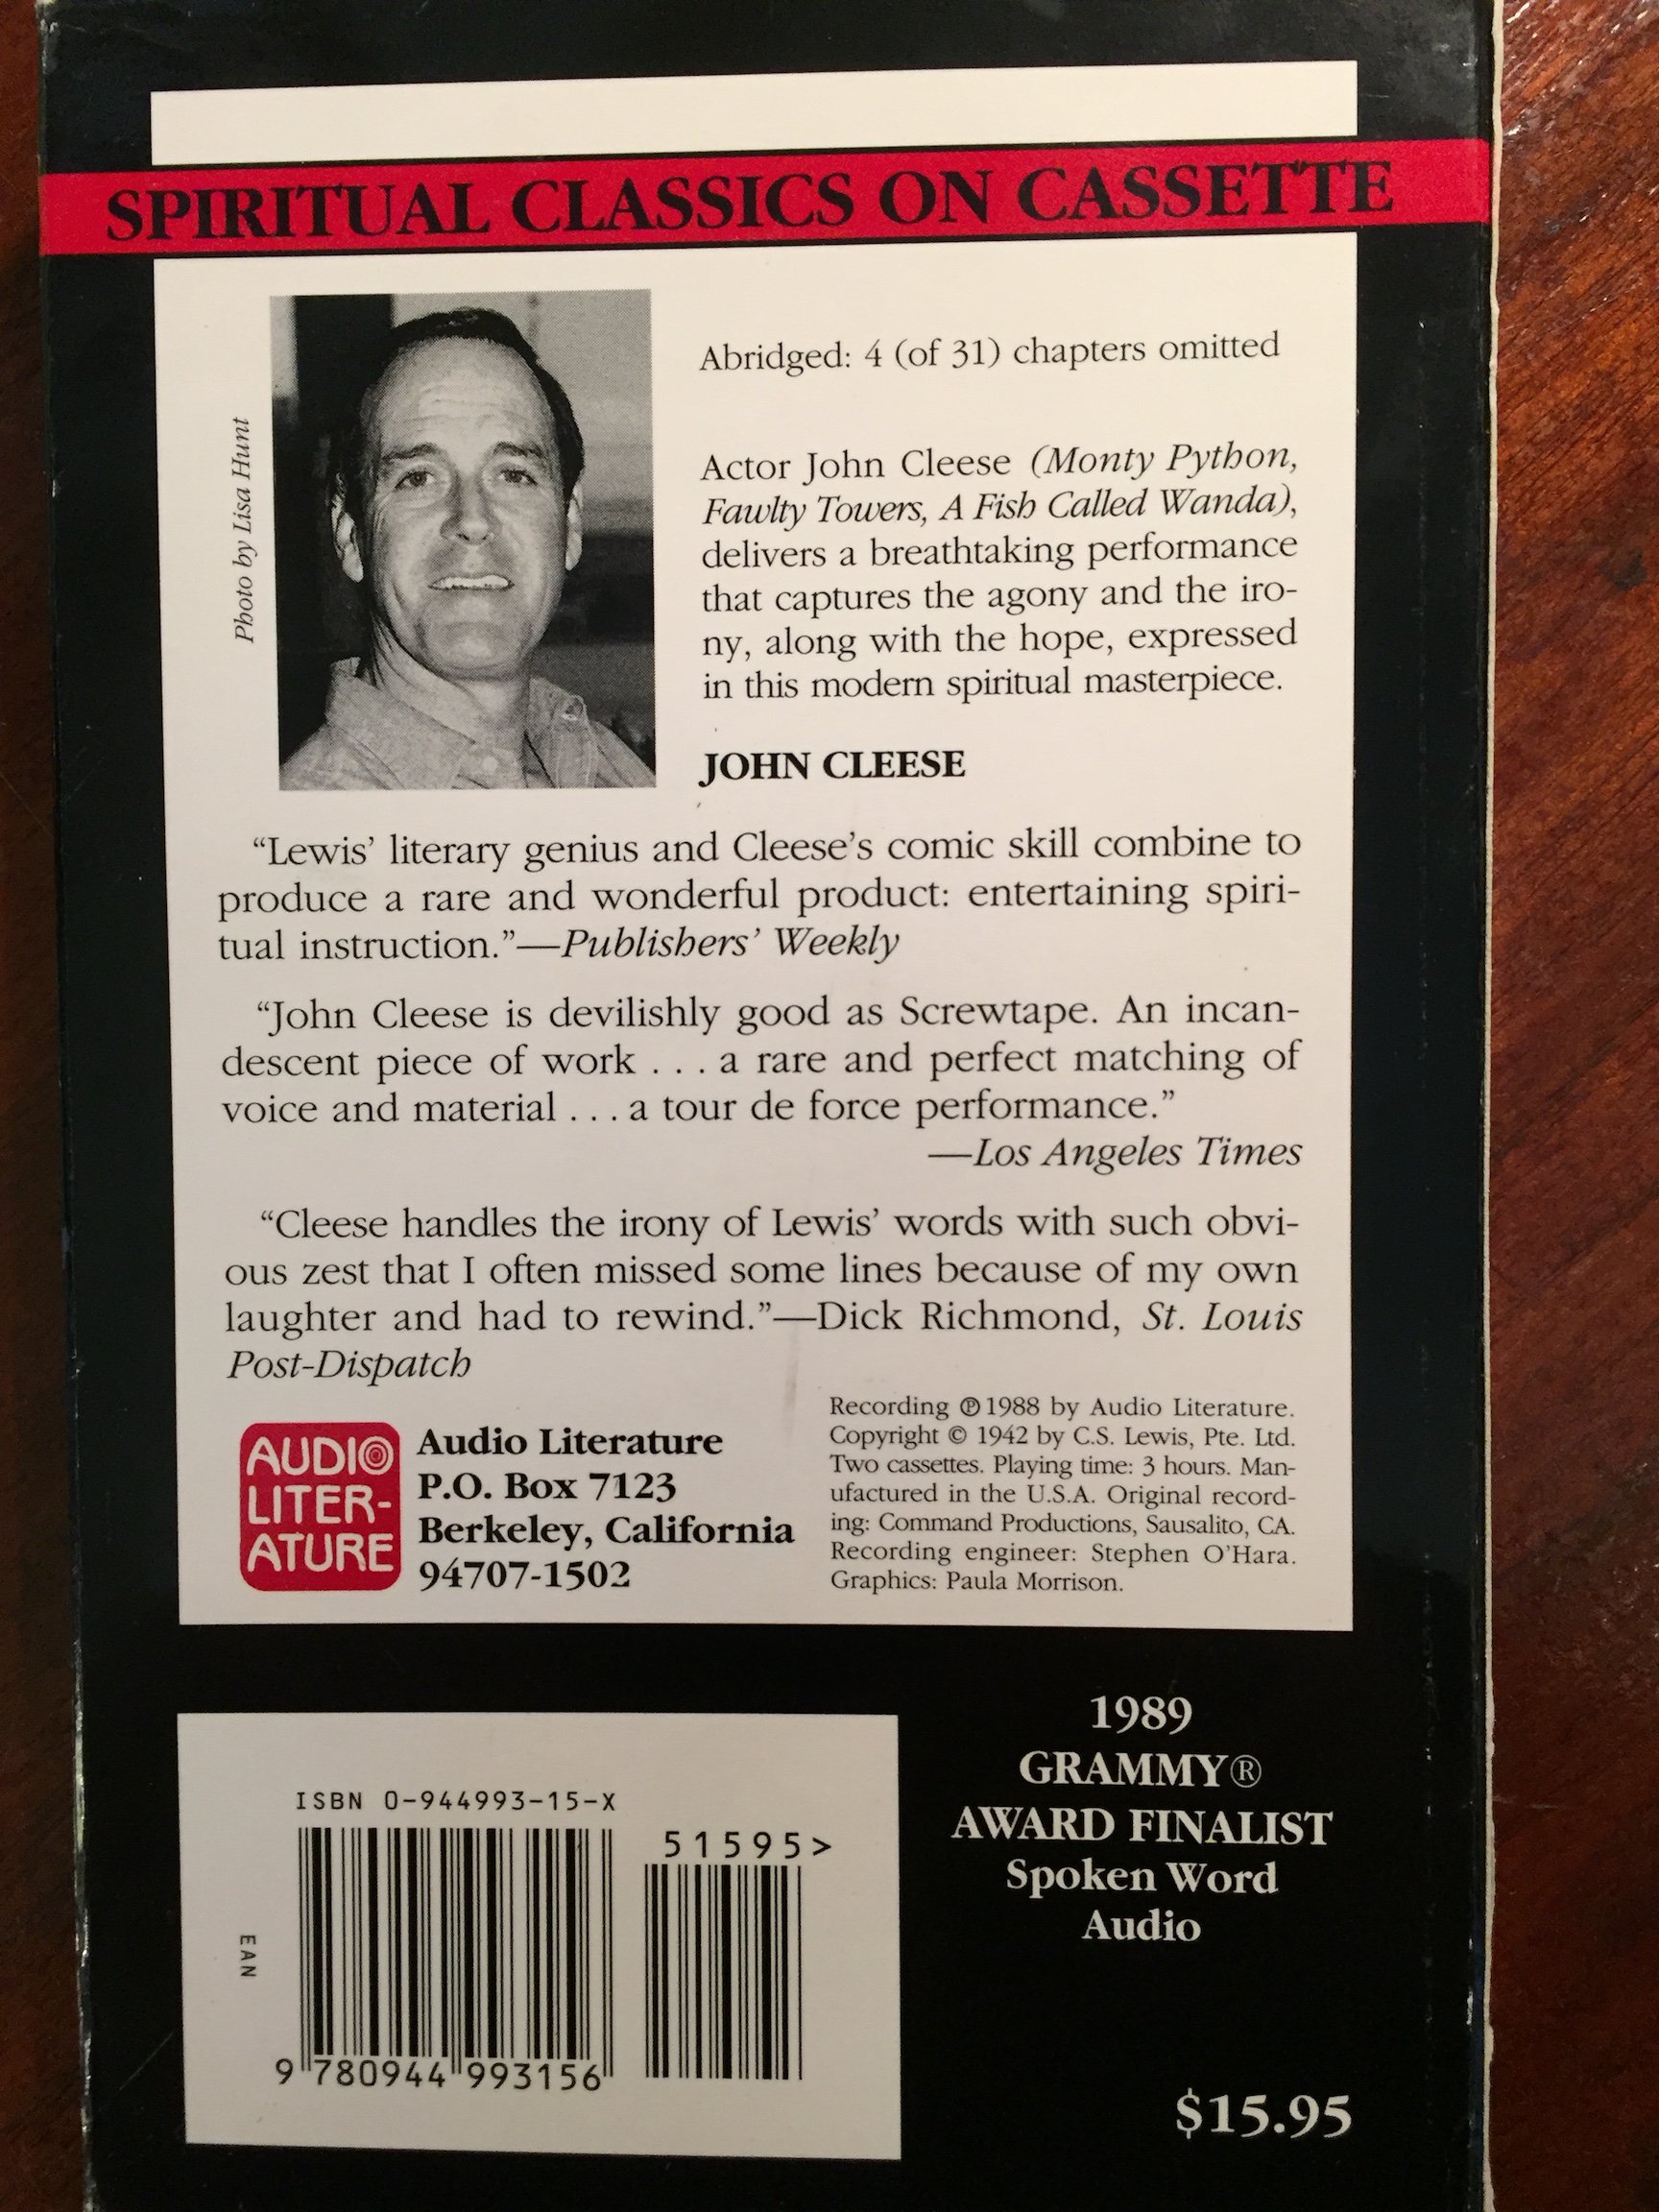 SPIRITUAL CLASSICS ON CASSETTE
Photo by Lisa Hunt
Abridged: 4 (of 31) chapters omitted
Actor John Cleese (Monty Python,
Fawlty Towers, A Fish Called Wanda),
delivers a breathtaking performance
that captures the agony and the iro-
ny, along with the hope, expressed
in this modern spiritual masterpiece.
JOHN CLEESE
“Lewis’ literary genius and Cleese’s comic skill combine to
produce a rare and wonderful product: entertaining spiri-
tual instruction.”—Publishers’ Weekly
“John Cleese is devilishly good as Screwtape. An incan-
descent piece of work . . . a rare and perfect matching of
voice and material . . . a tour de force performance.”
—Los Angeles Times
“Cleese handles the irony of Lewis’ words with such obvi-
ous zest that I often missed some lines because of my own
laughter and had to rewind.”—Dick Richmond, St. Louis
Post-Dispatch
AUDIO
LITER-
ATURE
Audio Literature
P.O. Box 7123
Berkeley, California
94707-1502
Recording ℗ 1988 by Audio Literature.
Copyright © 1942 by C.S. Lewis, Pte. Ltd.
Two cassettes. Playing time: 3 hours. Man-
ufactured in the U.S.A. Original record-
ing: Command Productions, Sausalito, CA.
Recording engineer: Stephen O’Hara.
Graphics: Paula Morrison.
ISBN 0-944993-15-X
51595>
EAN
9 780944 993156
1989
GRAMMY®
AWARD FINALIST
Spoken Word
Audio
$15.95